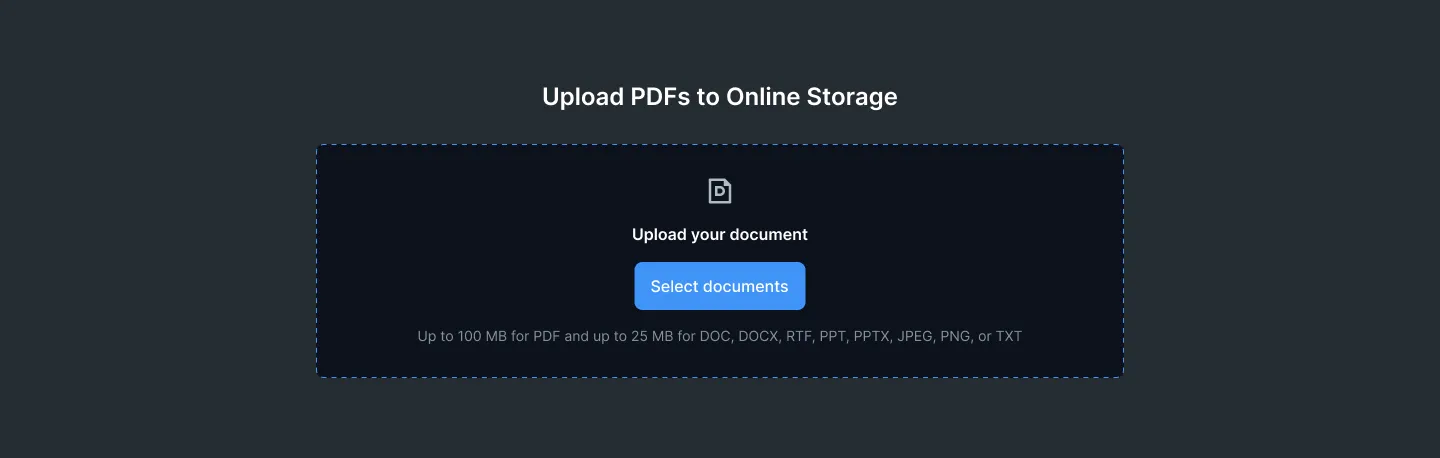 Upload PDFs to Online Storage
D
Upload your document
Select documents
Up to 100 MB for PDF and up to 25 MB for DOC, DOCX, RTF, PPT, PPTX, JPEG, PNG, or TXT